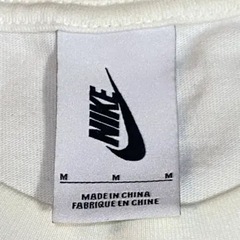 NIKE
M M M
MADE IN CHINA
FABRIQUE EN CHINE